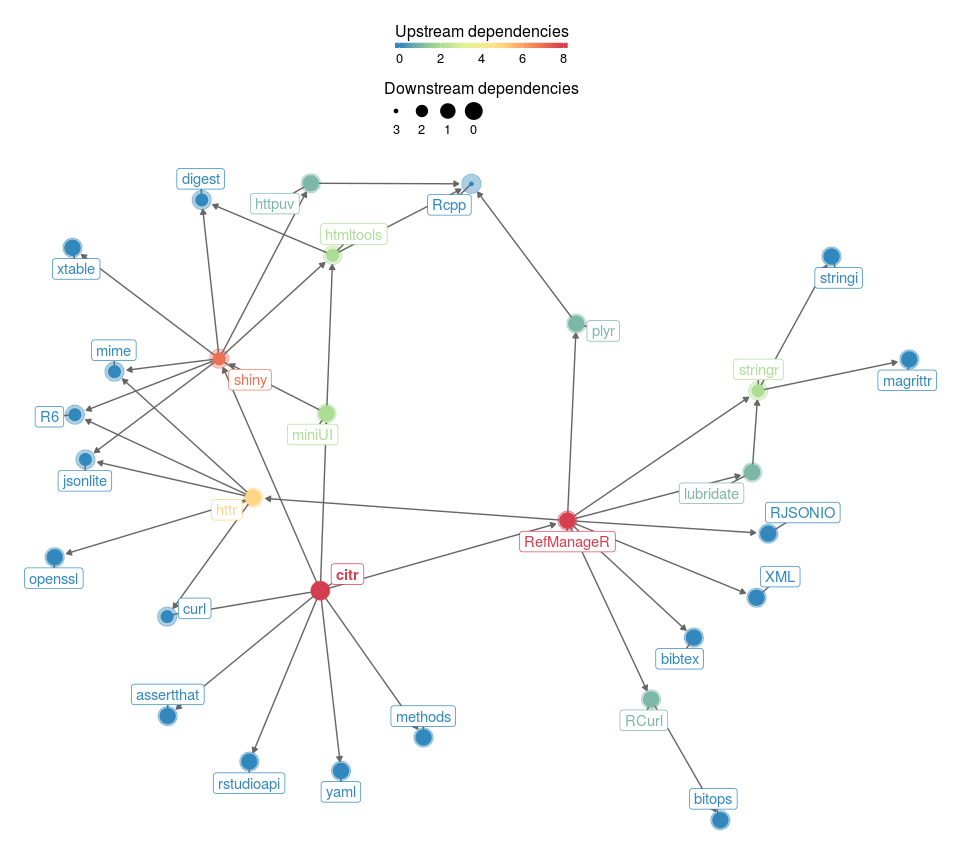 Upstream dependencies
0 2 4 6 8
Downstream dependencies
3 2 1 0
digest
httpuv
Rcpp
htmltools
xtable
stringi
plyr
mime
shiny
stringr
magrittr
R6
miniUI
jsonlite
lubridate
httr
RJSONIO
RefManageR
openssl
citr
XML
curl
bibtex
assertthat
methods
RCurl
rstudioapi
yaml
bitops